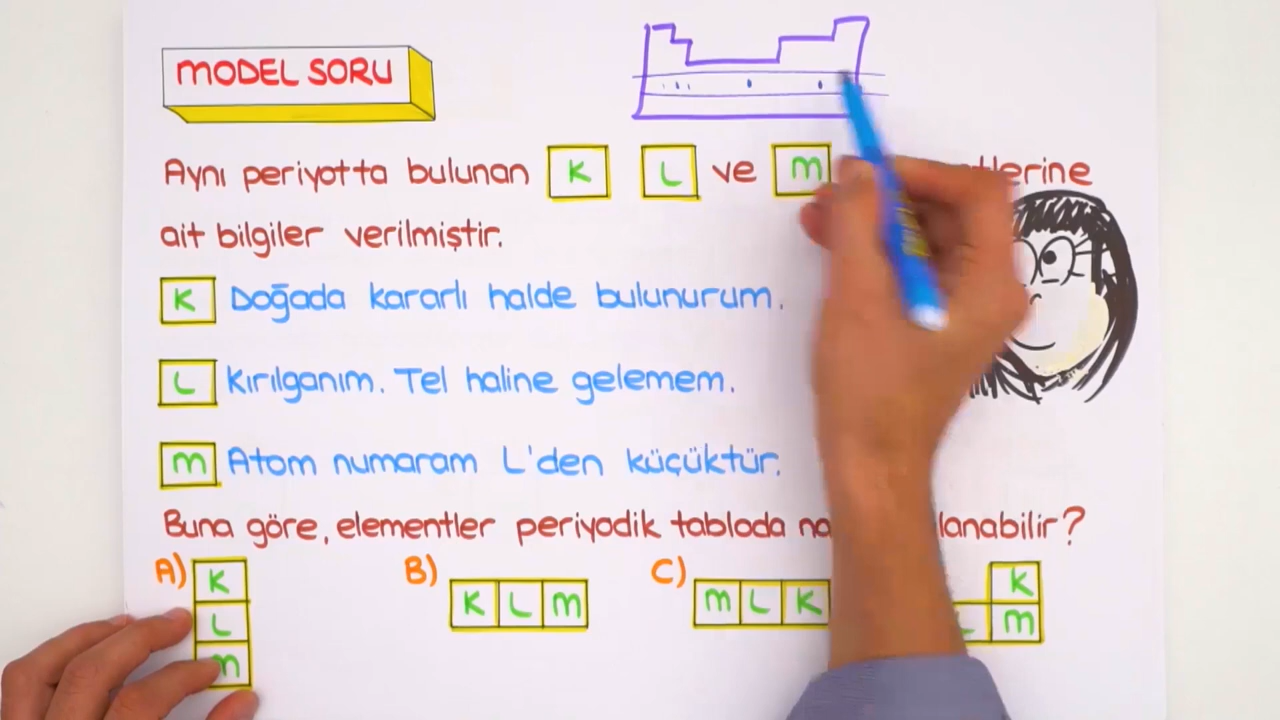 MODEL SORU
Aynı periyotta bulunan K L ve M
ait bilgiler verilmiştir.
K Doğada kararlı halde bulunurum.
L Kırılganım. Tel haline gelemem.
M Atom numaram L'den küçüktür.
Buna göre, elementler periyodik tabloda
A) K L M
B) K L M
C) M L K
K L M